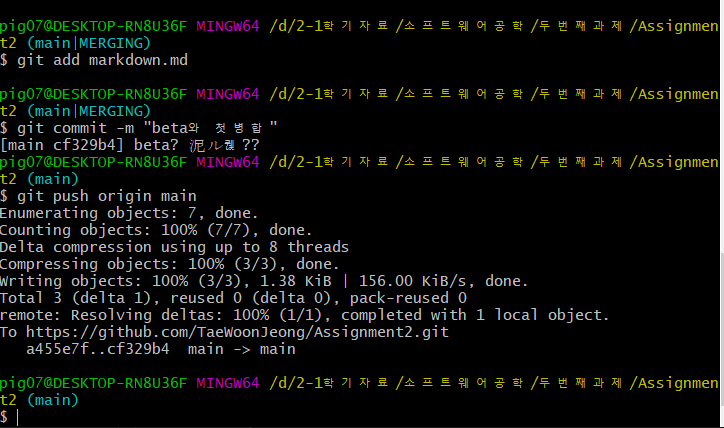 pig07@DESKTOP-RN8U36F MINGW64 /d/2-1학기자료/소프트웨어공학/두번째과제/Assignmen
t2 (main|MERGING)
$ git add markdown.md
pig07@DESKTOP-RN8U36F MINGW64 /d/2-1학기자료/소프트웨어공학/두번째과제/Assignmen
t2 (main|MERGING)
$ git commit -m "beta와 첫병합"
[main cf329b4] beta? 泥ル퀯??
pig07@DESKTOP-RN8U36F MINGW64 /d/2-1학기자료/소프트웨어공학/두번째과제/Assignmen
t2 (main)
$ git push origin main
Enumerating objects: 7, done.
Counting objects: 100% (7/7), done.
Delta compression using up to 8 threads
Compressing objects: 100% (3/3), done.
Writing objects: 100% (3/3), 1.38 KiB | 156.00 KiB/s, done.
Total 3 (delta 1), reused 0 (delta 0), pack-reused 0
remote: Resolving deltas: 100% (1/1), completed with 1 local object.
To https://github.com/TaeWoonJeong/Assignment2.git
   a455e7f..cf329b4  main -> main
pig07@DESKTOP-RN8U36F MINGW64 /d/2-1학기자료/소프트웨어공학/두번째과제/Assignmen
t2 (main)
$